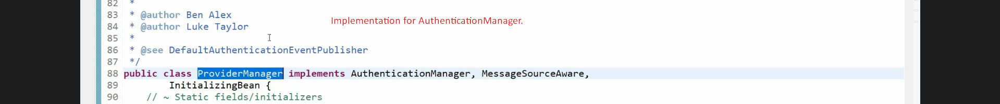 82 *
83 * @author Ben Alex
Implementation for AuthenticationManager.
84 * @author Luke Taylor
85 *
86 * @see DefaultAuthenticationEventPublisher
87 */
88 public class ProviderManager implements AuthenticationManager, MessageSourceAware,
89 InitializingBean {
90 // ~ Static fields/initializers